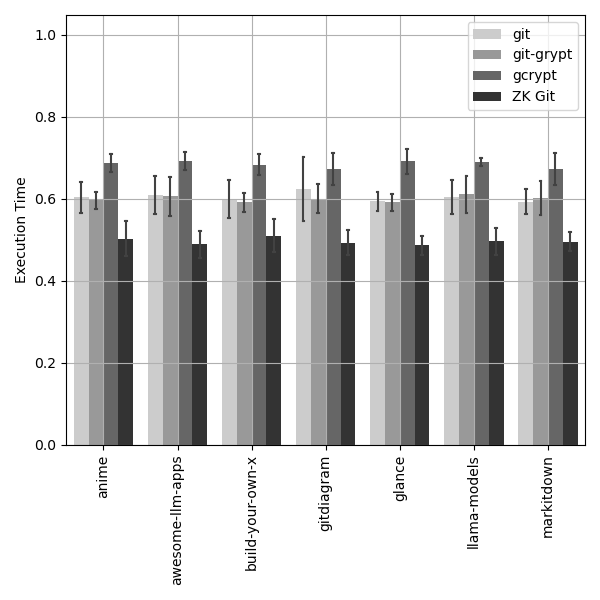 git
git-grypt
gcrypt
ZK Git
Execution Time
1.0
0.8
0.6
0.4
0.2
0.0
anime
awesome-llm-apps
build-your-own-x
gitdiagram
glance
llama-models
markitdown